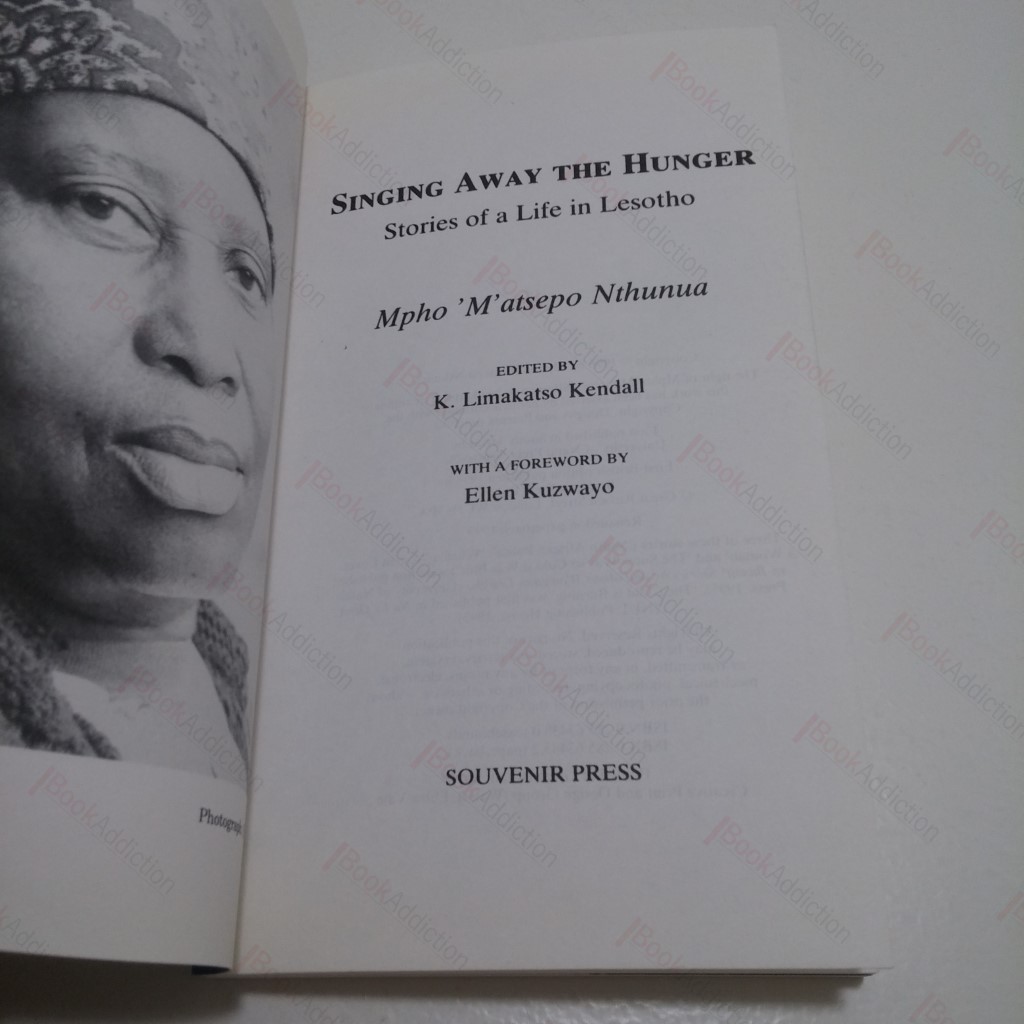 SINGING AWAY THE HUNGER
Stories of a Life in Lesotho
Mpho 'M'atsepo Nthunua
EDITED BY
K. Limakatso Kendall
WITH A FOREWORD BY
Ellen Kuzwayo
SOUVENIR PRESS
BookAddiction